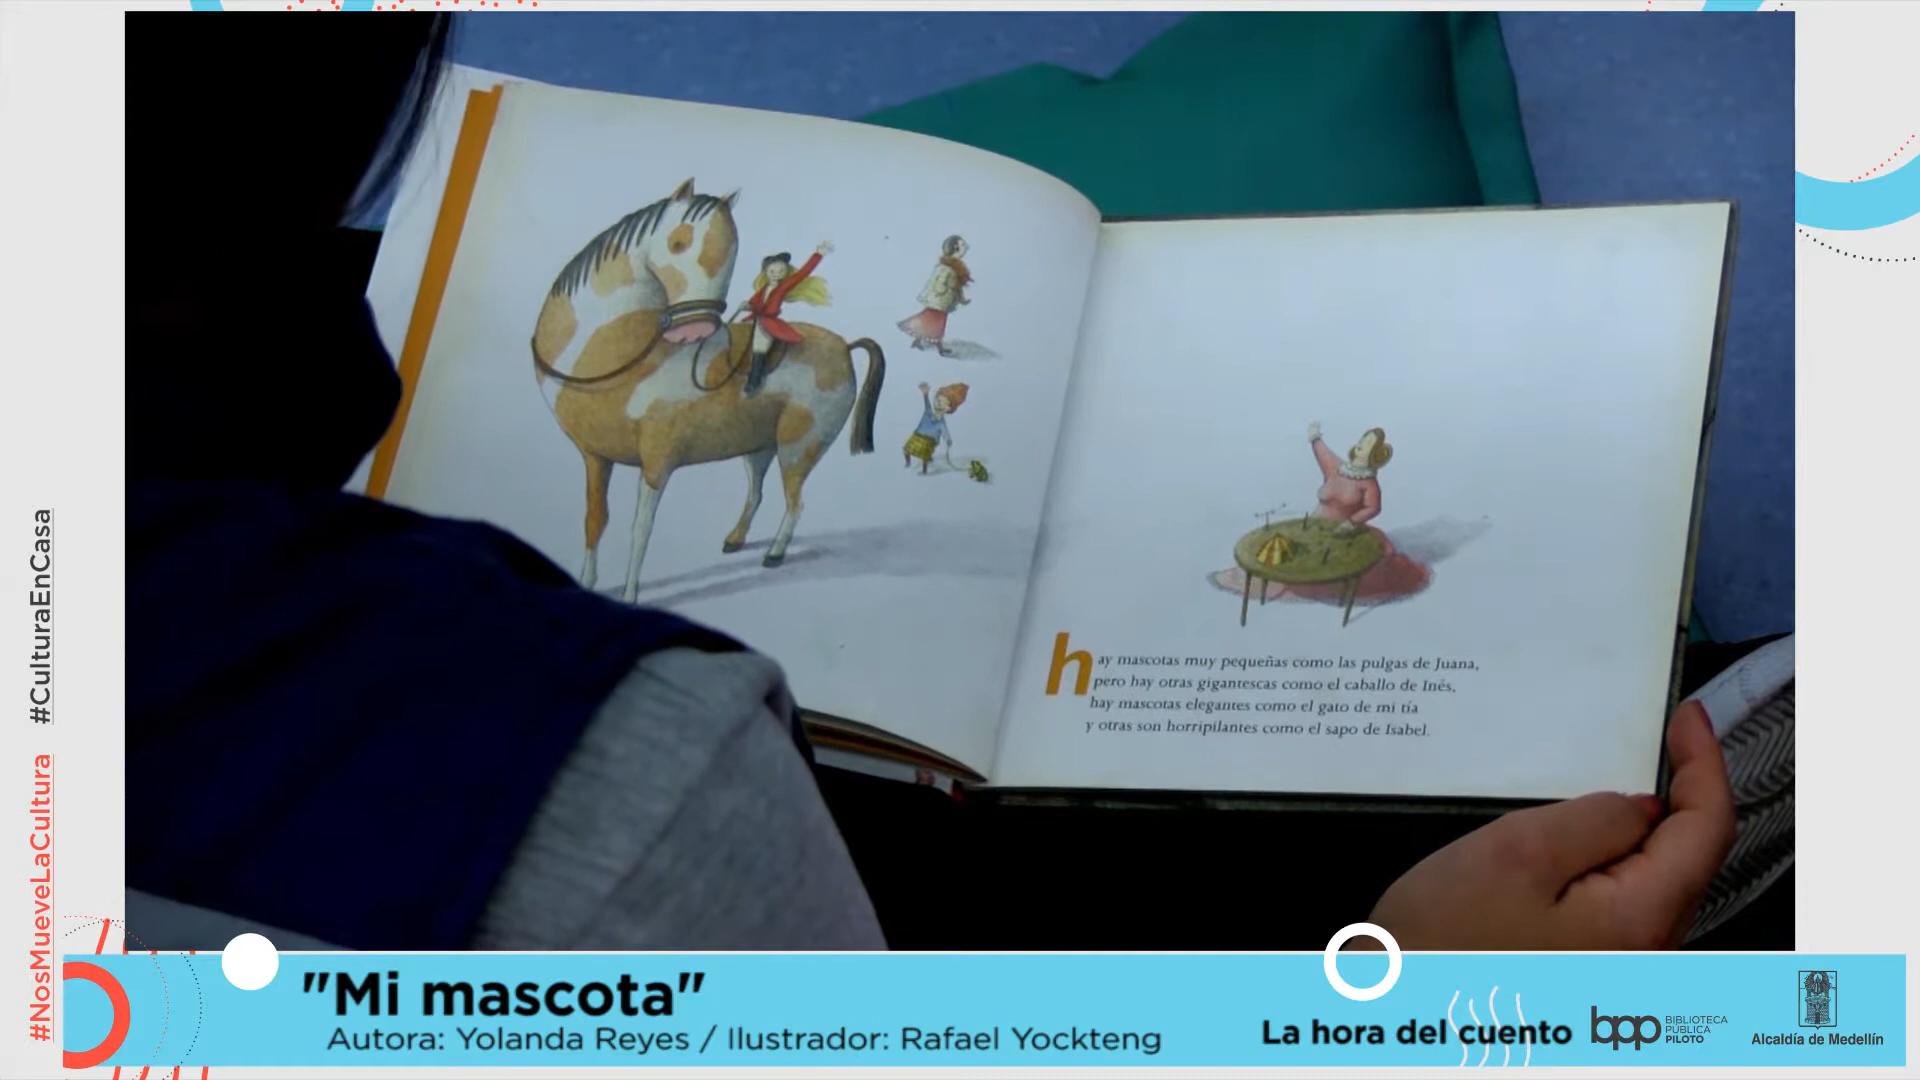 hay mascotas muy pequeñas como las pulgas de Juana,
pero hay otras gigantescas como el caballo de Inés,
hay mascotas elegantes como el gato de mi tía
y otras son horripilantes como el sapo de Isabel.
#NosMueveLaCultura #CulturaEnCasa
"Mi mascota"
Autora: Yolanda Reyes / Ilustrador: Rafael Yockteng
La hora del cuento
bpp
BIBLIOTECA
PÚBLICA
PILOTO
Alcaldía de Medellín